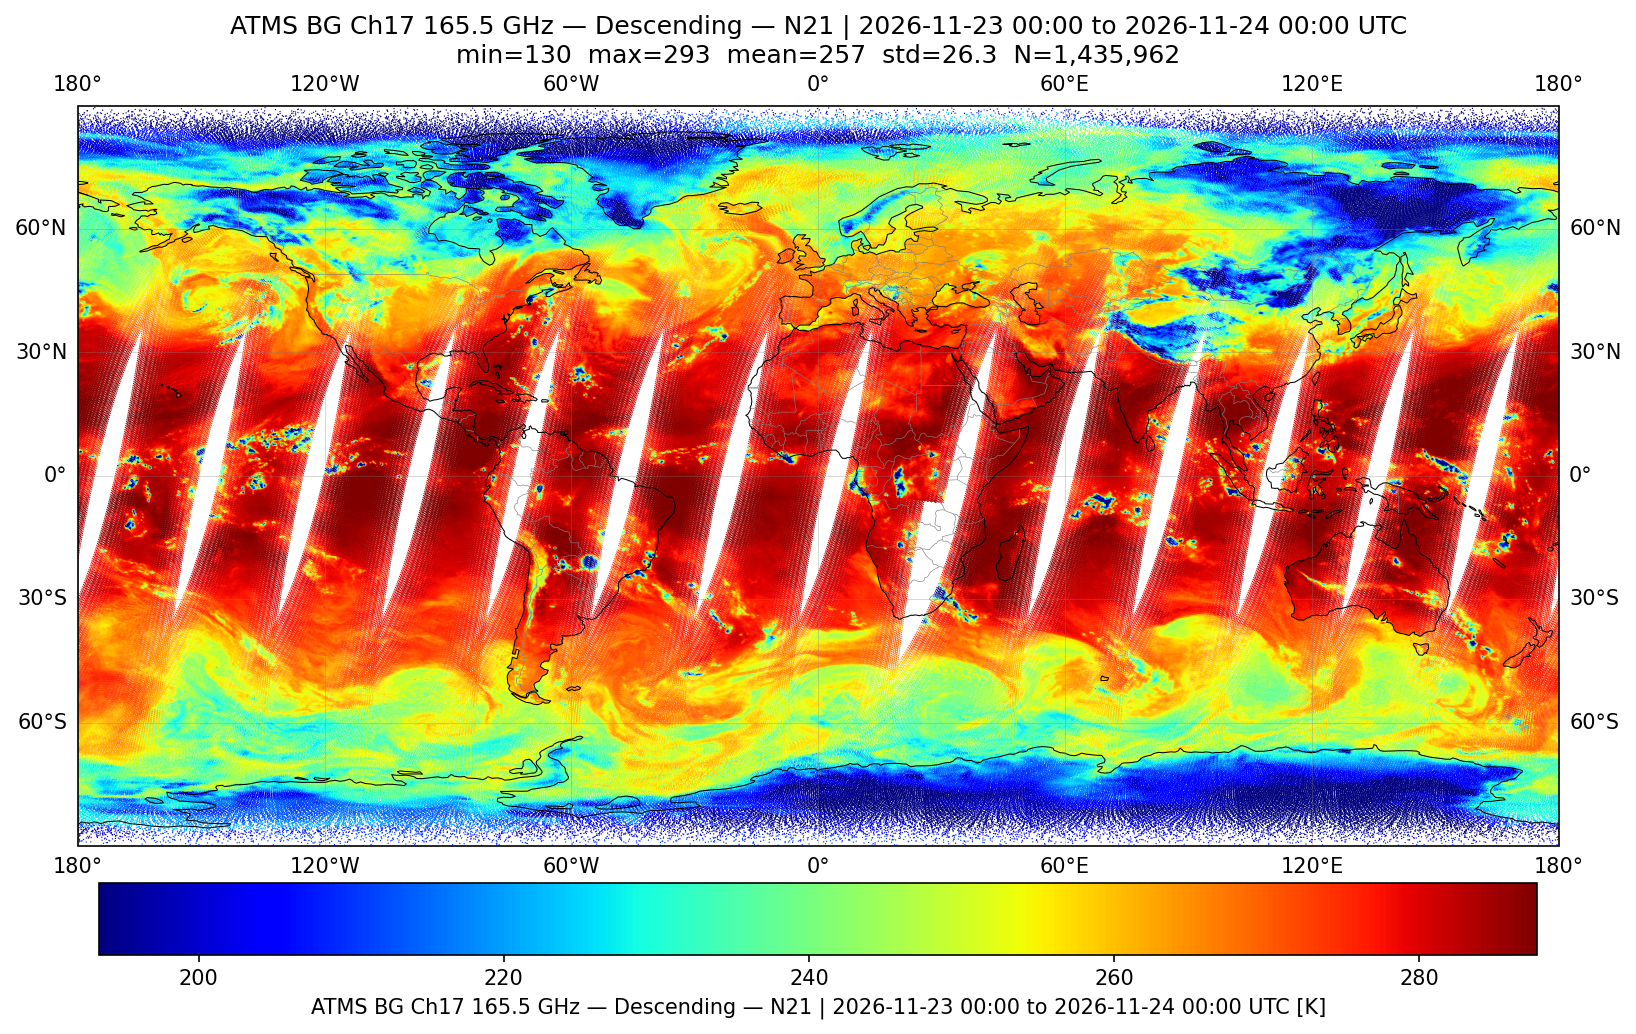 ATMS BG Ch17 165.5 GHz — Descending — N21 | 2026-11-23 00:00 to 2026-11-24 00:00 UTC
min=130  max=293  mean=257  std=26.3  N=1,435,962
180° 120°W 60°W 0° 60°E 120°E 180°
60°N 60°N
30°N 30°N
0° 0°
30°S 30°S
60°S 60°S
180° 120°W 60°W 0° 60°E 120°E 180°
200 220 240 260 280
ATMS BG Ch17 165.5 GHz — Descending — N21 | 2026-11-23 00:00 to 2026-11-24 00:00 UTC [K]